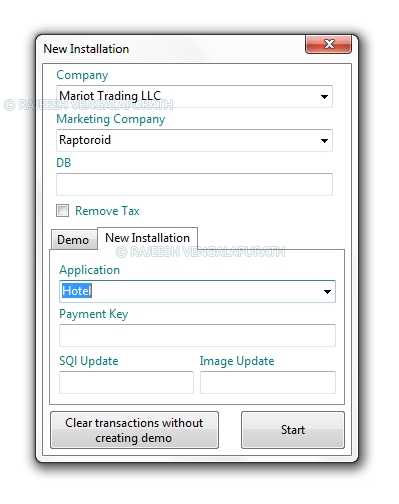 New Installation
Company
© RAJEESH VENGALAPURATH
Mariot Trading LLC
Marketing Company
Raptoroid
DB
Remove Tax
Demo
New Installation
© RAJEESH VENGALAPURATH
Application
Hotel
Payment Key
SQl Update
Image Update
Clear transactions without
creating demo
Start